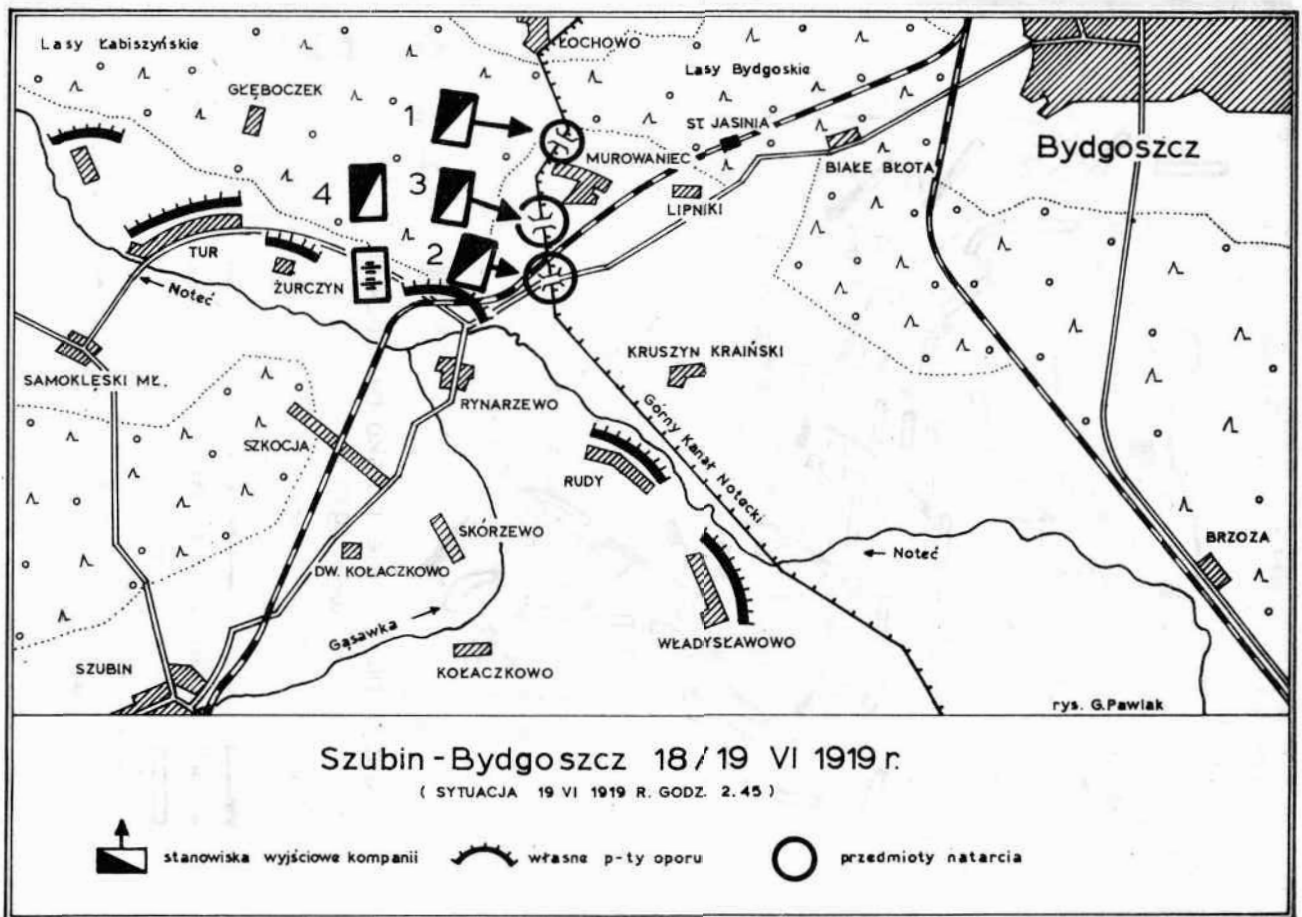 Lasy Łabiszyńskie
ŁOCHOWO
Lasy Bydgoskie
GŁĘBOCZEK
1
ST JASINIA
MUROWANIEC
BIAŁE BŁOTA
Bydgoszcz
4
3
LIPNIKI
TUR
2
ŻURCZYN
← Noteć
KRUSZYN KRAIŃSKI
SAMOKLĘSKI MŁ.
RYNARZEWO
Górny Kanał Notecki
SZKOCJA
RUDY
SKÓRZEWO
← Noteć
BRZOZA
DW. KOŁACZKOWO
Gąsawka →
WŁADYSŁAWOWO
SZUBIN
KOŁACZKOWO
rys. G.Pawlak
Szubin - Bydgoszcz 18/19 VI 1919 r.
( SYTUACJA 19 VI 1919 R. GODZ. 2.45 )
stanowiska wyjściowe kompanii
własne p-ty oporu
przedmioty natarcia